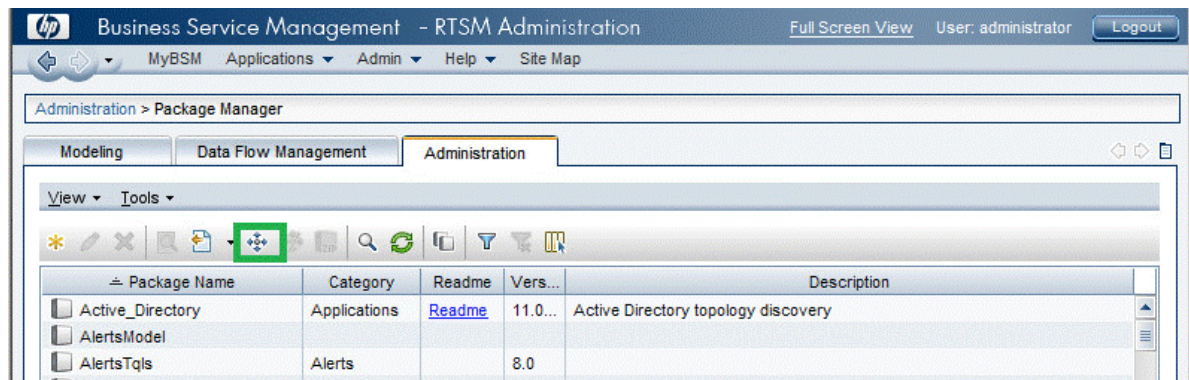 hp Business Service Management - RTSM Administration Full Screen View User: administrator Logout
MyBSM Applications Admin Help Site Map
Administration > Package Manager
Modeling Data Flow Management Administration
View Tools
Package Name Category Readme Vers... Description
Active_Directory Applications Readme 11.0... Active Directory topology discovery
AlertsModel
AlertsTqls Alerts 8.0